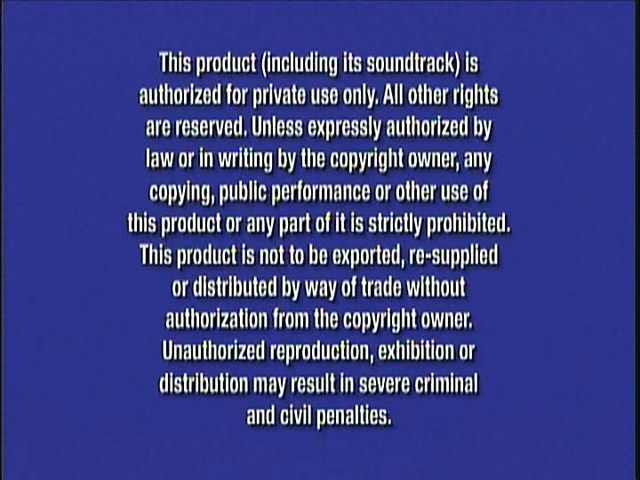 This product (including its soundtrack) is
authorized for private use only. All other rights
are reserved. Unless expressly authorized by
law or in writing by the copyright owner, any
copying, public performance or other use of
this product or any part of it is strictly prohibited.
This product is not to be exported, re-supplied
or distributed by way of trade without
authorization from the copyright owner.
Unauthorized reproduction, exhibition or
distribution may result in severe criminal
and civil penalties.